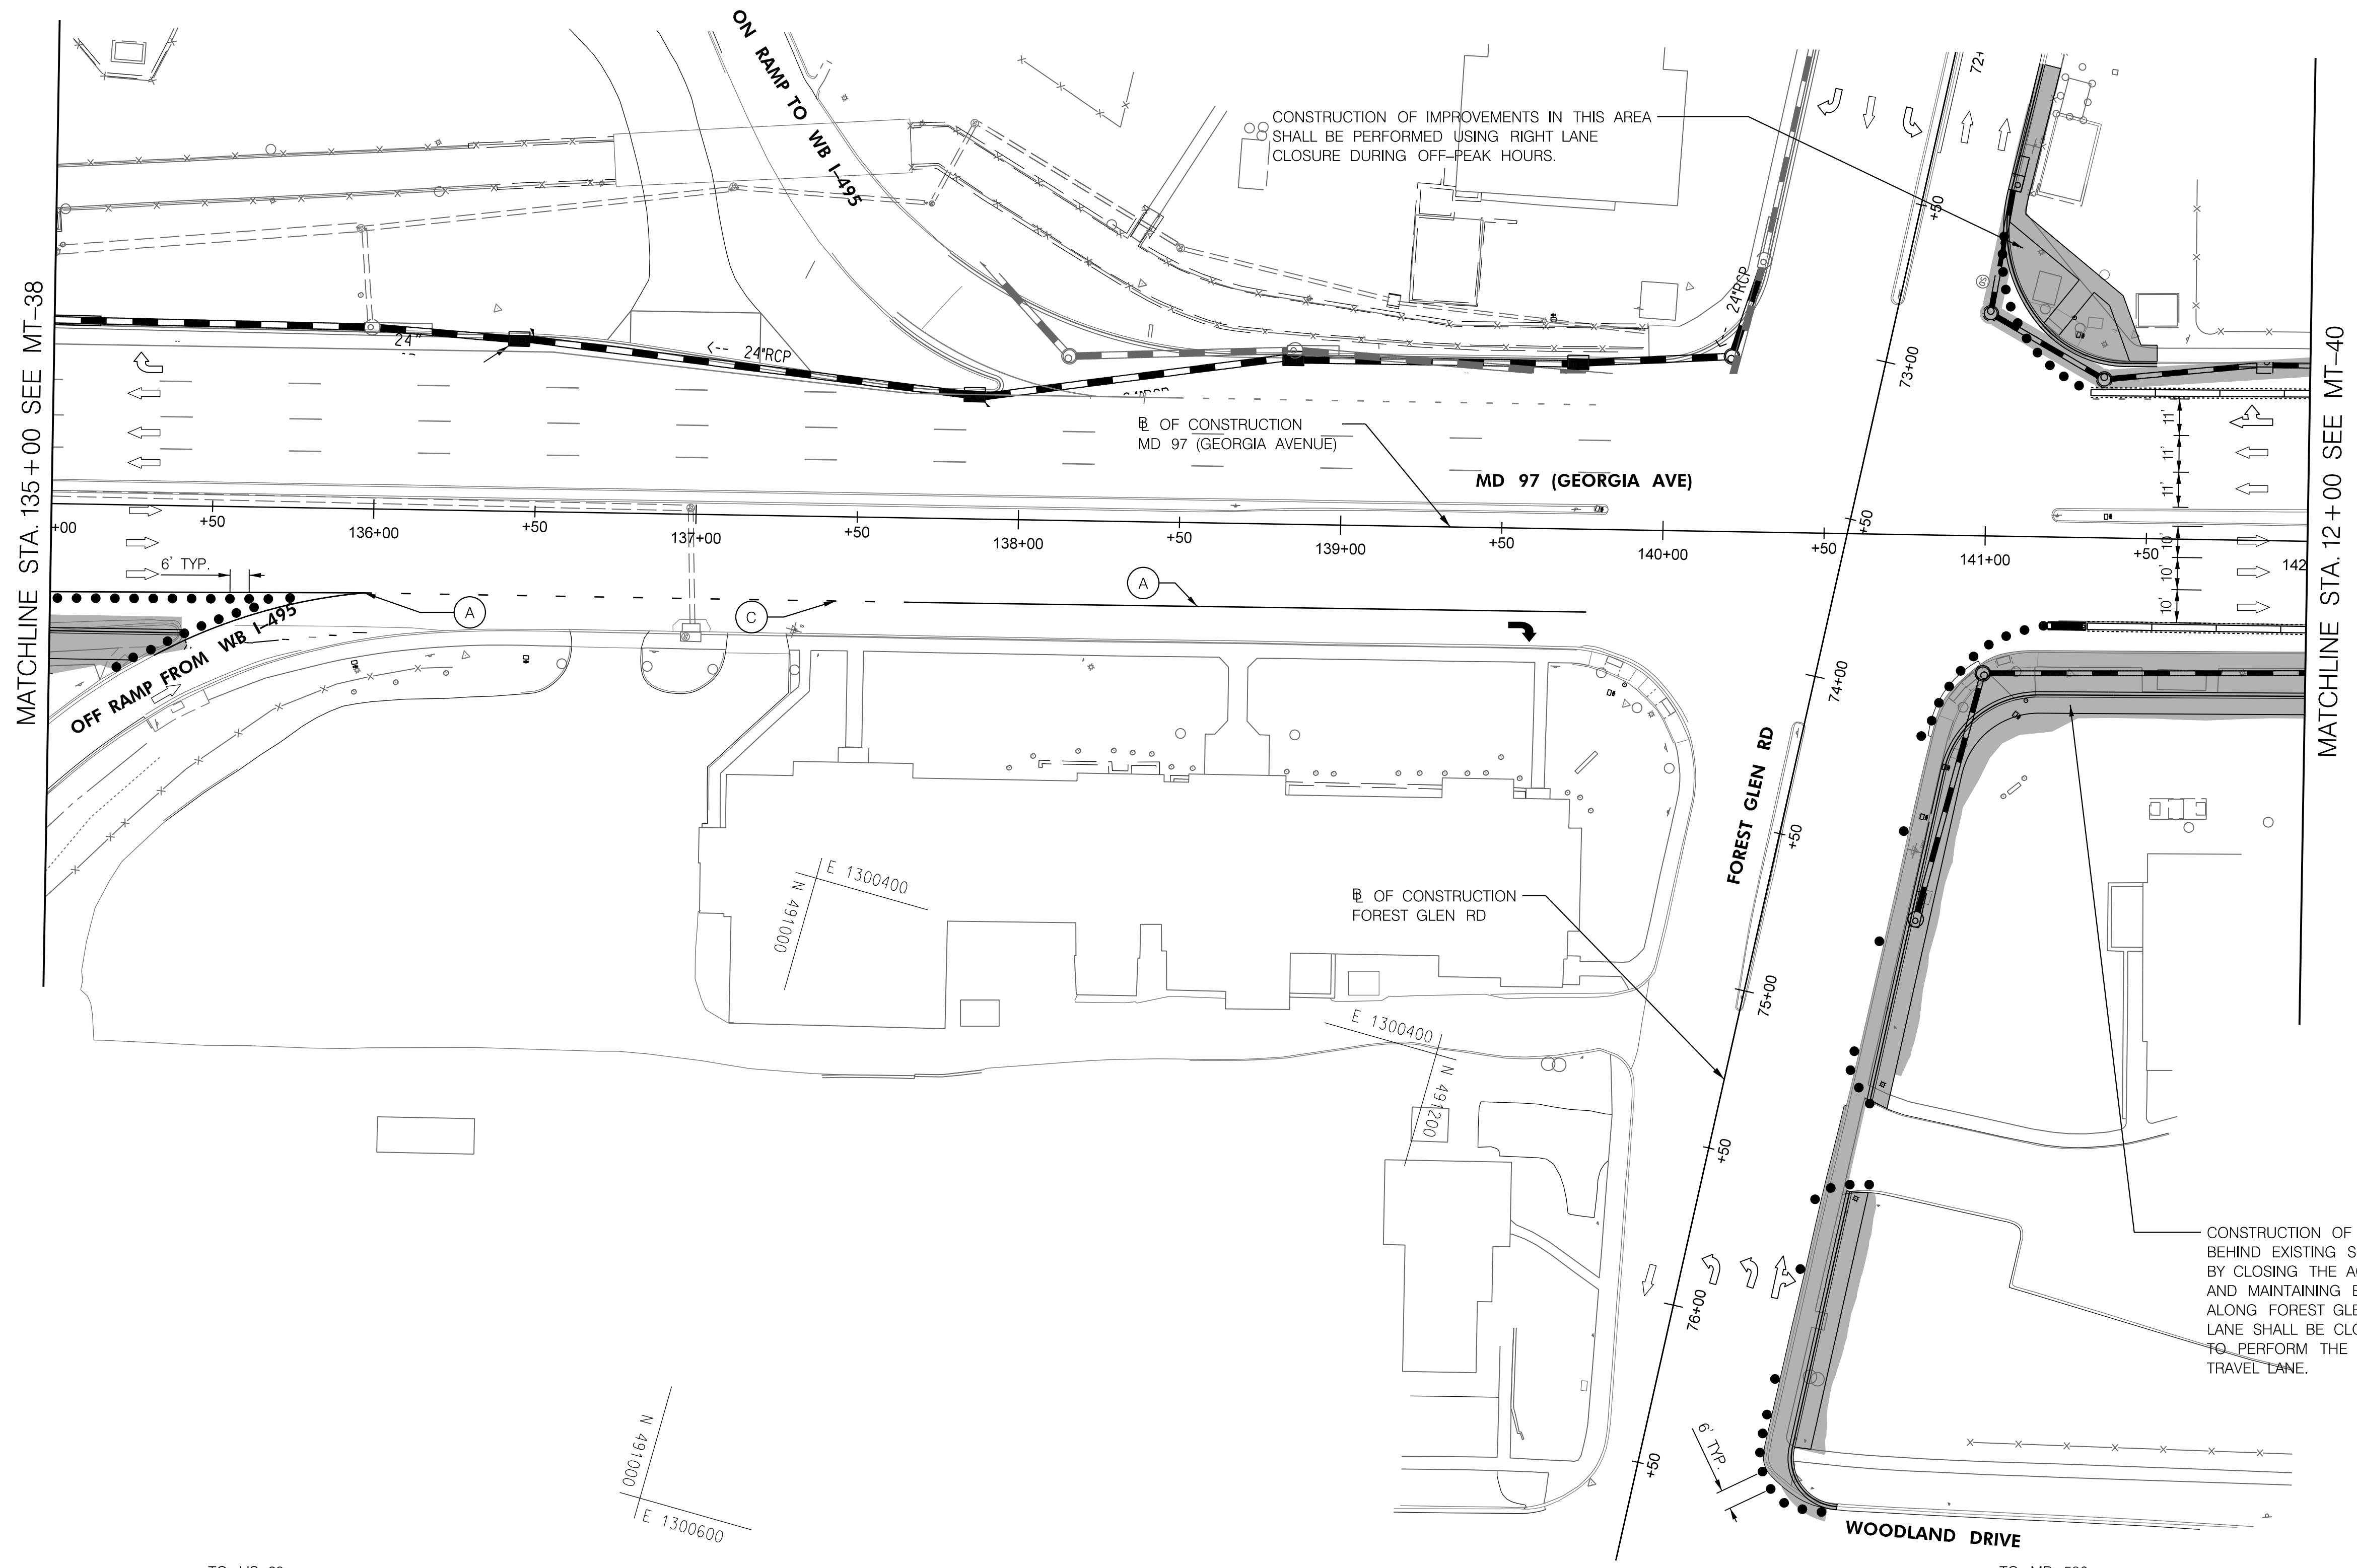 ON RAMP TO WB I-495
CONSTRUCTION OF IMPROVEMENTS IN THIS AREA
SHALL BE PERFORMED USING RIGHT LANE
CLOSURE DURING OFF-PEAK HOURS.
72+
+50
73+00
MATCHLINE STA. 135+00 SEE MT-38
MATCHLINE STA. 12+00 SEE MT-40
24"
<-- 24"RCP
24"RCP
OF CONSTRUCTION
MD 97 (GEORGIA AVENUE)
MD 97 (GEORGIA AVE)
11'
11'
11'
10'
10'
10'
+00
+50
136+00
+50
137+00
+50
138+00
+50
139+00
+50
140+00
+50
+50
141+00
+50
142
6' TYP.
A
C
A
OFF RAMP FROM WB I-495
74+00
FOREST GLEN RD
+50
E 1300400
N 491000
OF CONSTRUCTION
FOREST GLEN RD
75+00
E 1300400
N 491200
+50
76+00
+50
CONSTRUCTION OF
BEHIND EXISTING S
BY CLOSING THE
AND MAINTAINING
ALONG FOREST GLE
LANE SHALL BE CLO
TO PERFORM THE
TRAVEL LANE.
6' TYP.
N 491000
E 1300600
WOODLAND DRIVE